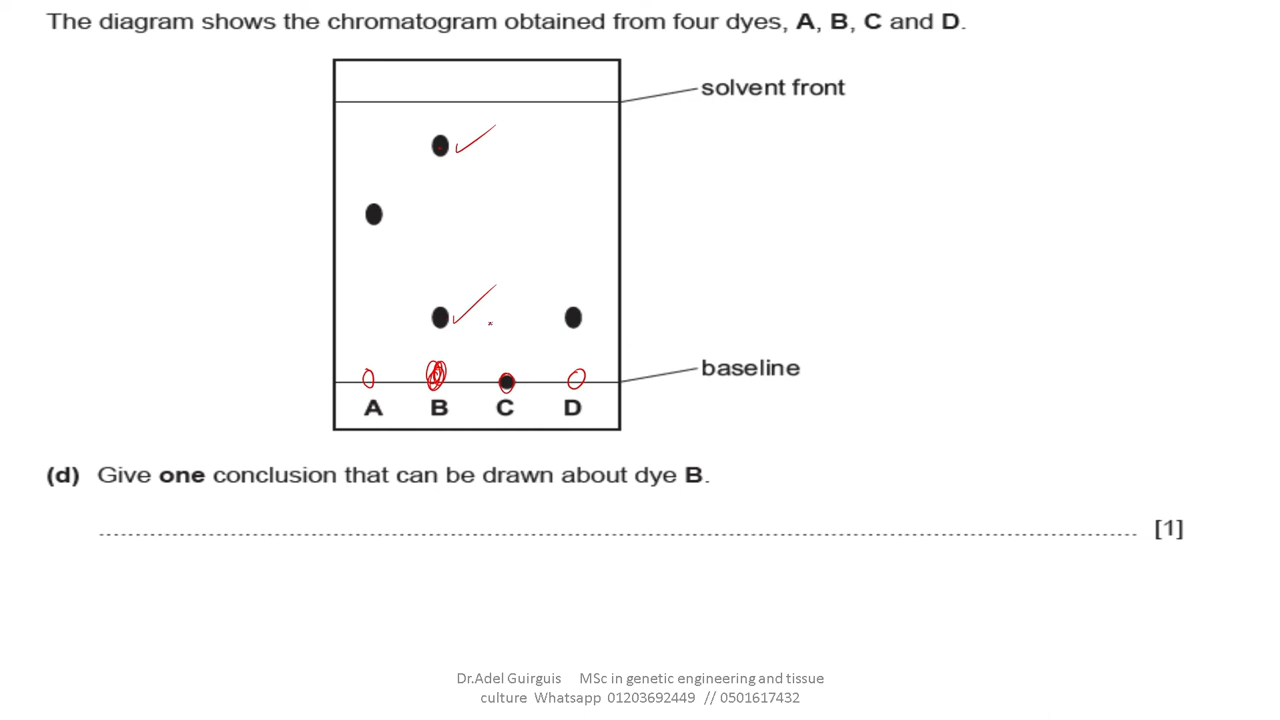 The diagram shows the chromatogram obtained from four dyes, A, B, C and D.
solvent front
baseline
A B C D
(d) Give one conclusion that can be drawn about dye B.
[1]
Dr.Adel Guirguis MSc in genetic engineering and tissue
culture Whatsapp 01203692449 // 0501617432